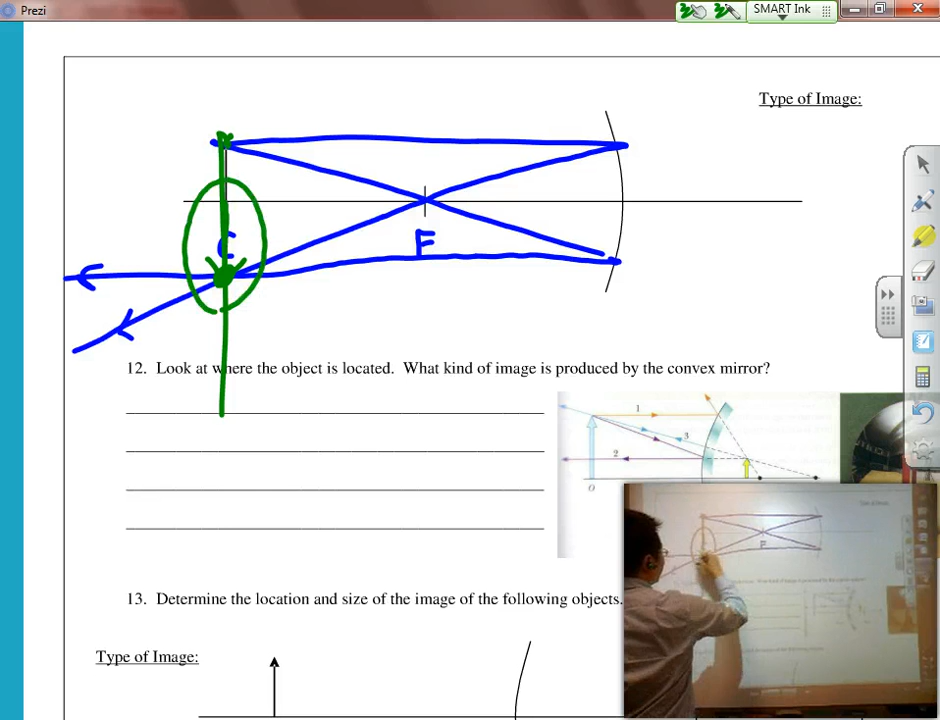 Prezi
SMART Ink
Type of Image:
C
F
12. Look at where the object is located. What kind of image is produced by the convex mirror?
1
3
2
O
13. Determine the location and size of the image of the following objects.
Type of Image: